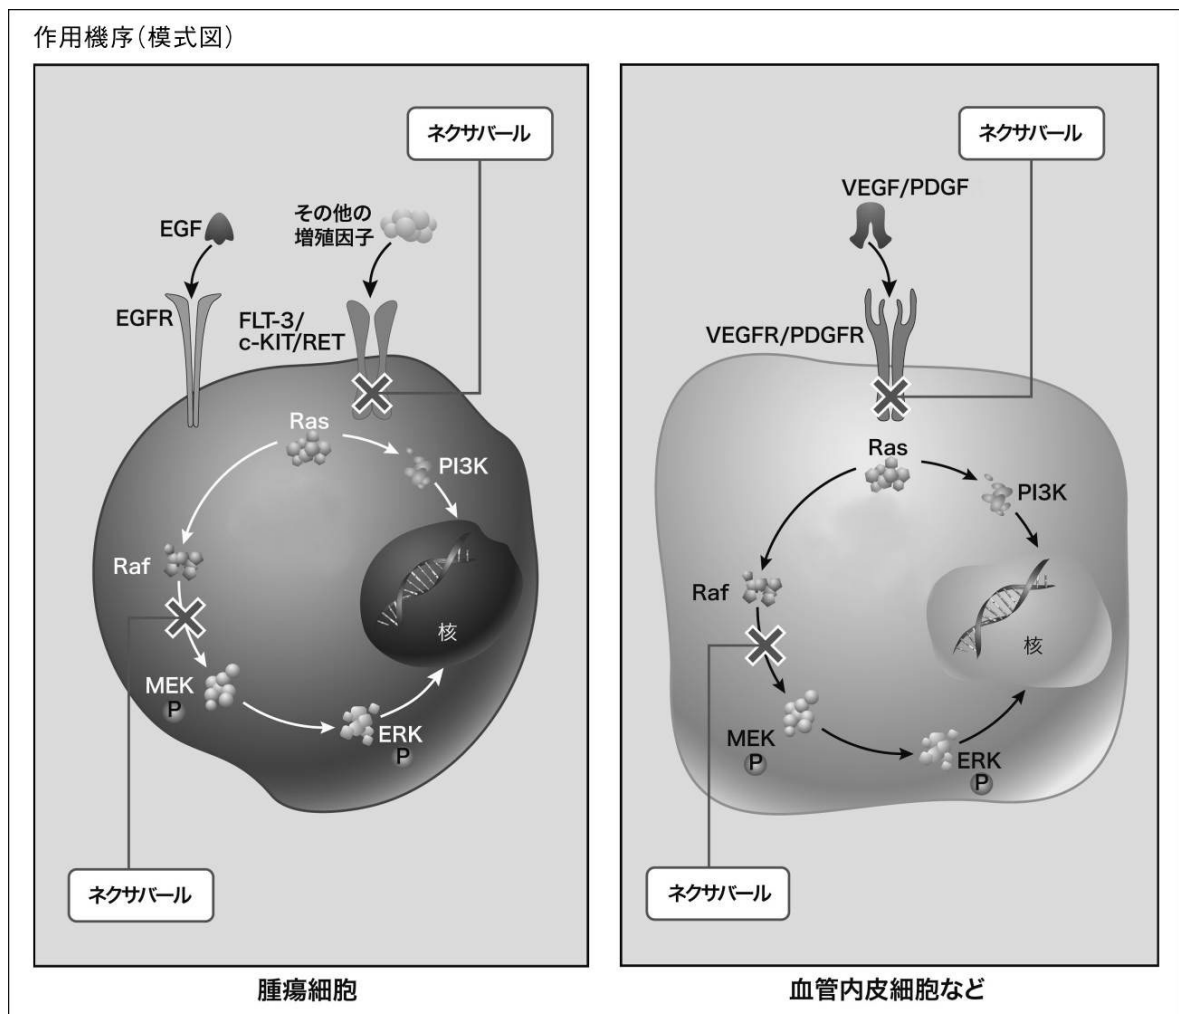 作用機序(模式図)
ネクサバール
EGF
その他の
増殖因子
EGFR
FLT-3/
c-KIT/RET
Ras
PI3K
Raf
核
MEK
P
ERK
P
ネクサバール
腫瘍細胞
ネクサバール
VEGF/PDGF
VEGFR/PDGFR
Ras
PI3K
Raf
核
MEK
P
ERK
P
ネクサバール
血管内皮細胞など